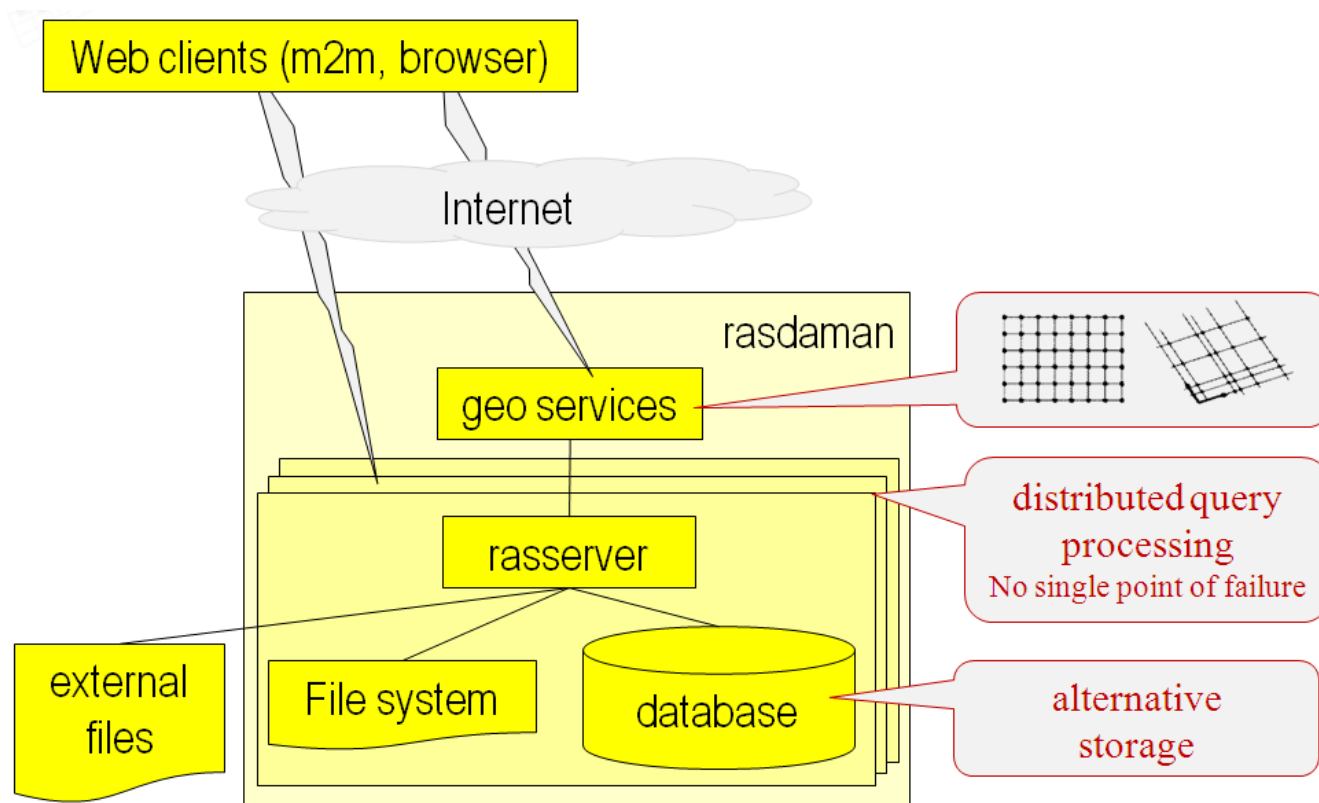 Web clients (m2m, browser)
Internet
rasdaman
geo services
distributed query
processing
No single point of failure
rasserver
external
files
File system
database
alternative
storage